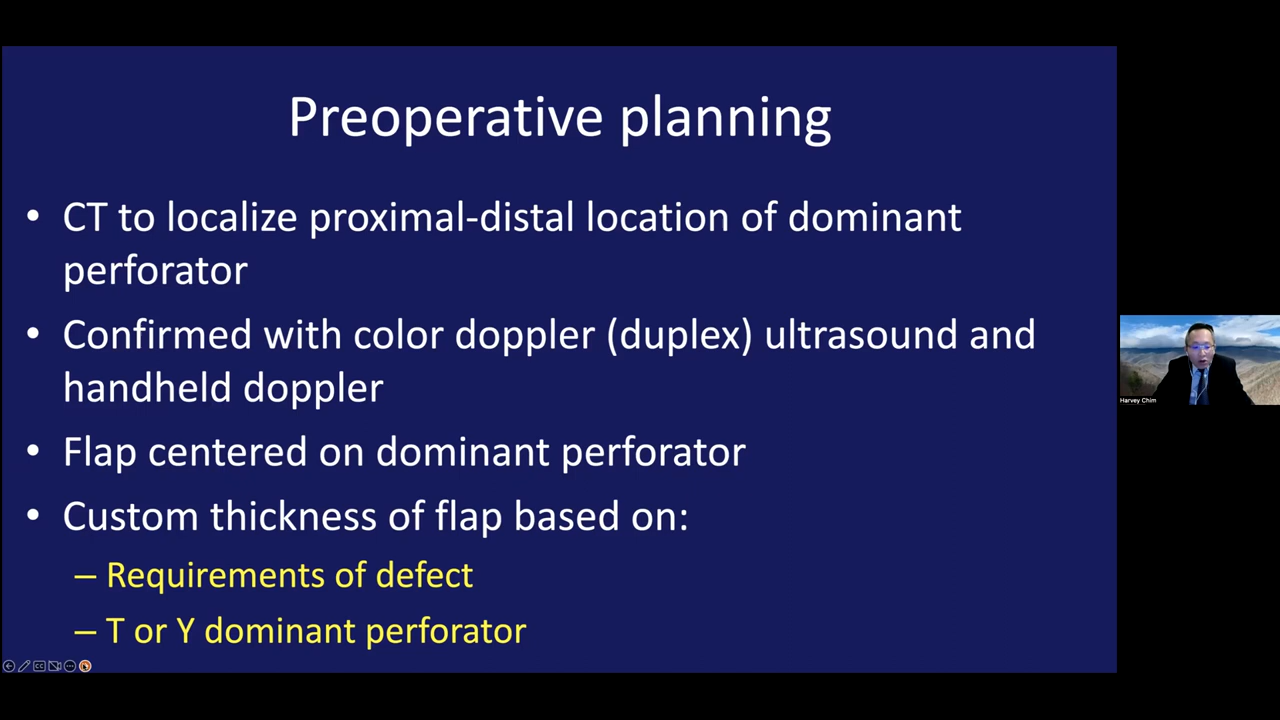 Preoperative planning
• CT to localize proximal-distal location of dominant
perforator
• Confirmed with color doppler (duplex) ultrasound and
handheld doppler
• Flap centered on dominant perforator
• Custom thickness of flap based on:
– Requirements of defect
– T or Y dominant perforator
Harvey Chim